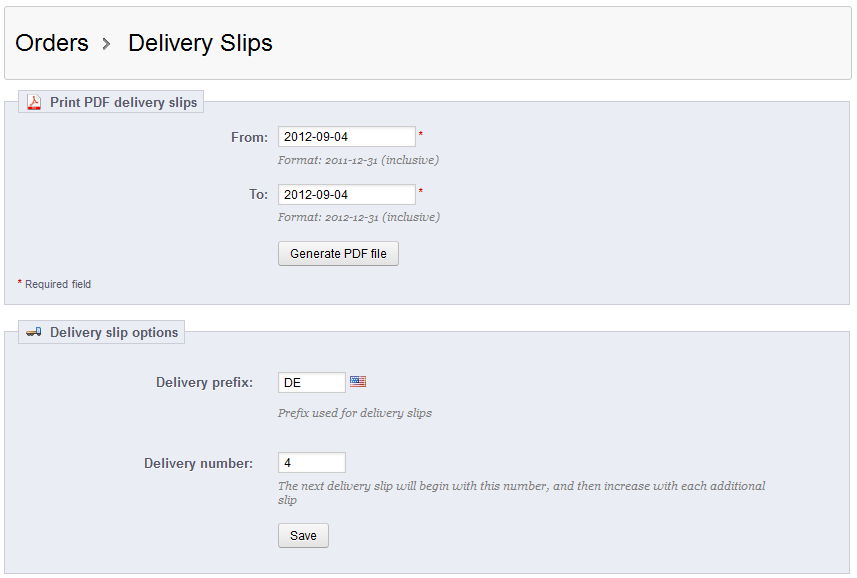 Orders > Delivery Slips
Print PDF delivery slips
From: 2012-09-04 *
Format: 2011-12-31 (inclusive)
To: 2012-09-04 *
Format: 2012-12-31 (inclusive)
Generate PDF file
* Required field
Delivery slip options
Delivery prefix: DE
Prefix used for delivery slips
Delivery number: 4
The next delivery slip will begin with this number, and then increase with each additional
slip
Save